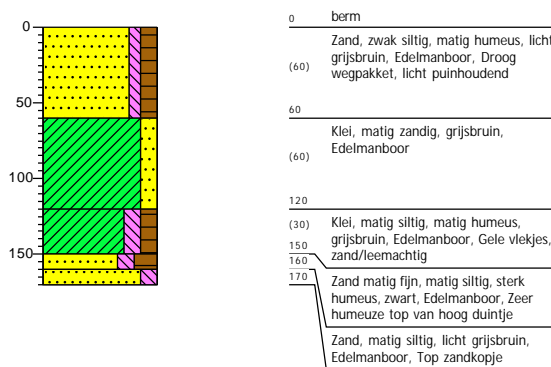 0
50
100
150
0 berm
Zand, zwak siltig, matig humeus, licht
(60) grijsbruin, Edelmanboor, Droog
wegpakket, licht puinhoudend
60
Klei, matig zandig, grijsbruin,
(60) Edelmanboor
120
(30) Klei, matig siltig, matig humeus,
grijsbruin, Edelmanboor, Gele vlekjes,
150 zand/leemachtig
160
170 Zand matig fijn, matig siltig, sterk
humeus, zwart, Edelmanboor, Zeer
humeuze top van hoog duintje
Zand, matig siltig, licht grijsbruin,
Edelmanboor, Top zandkopje